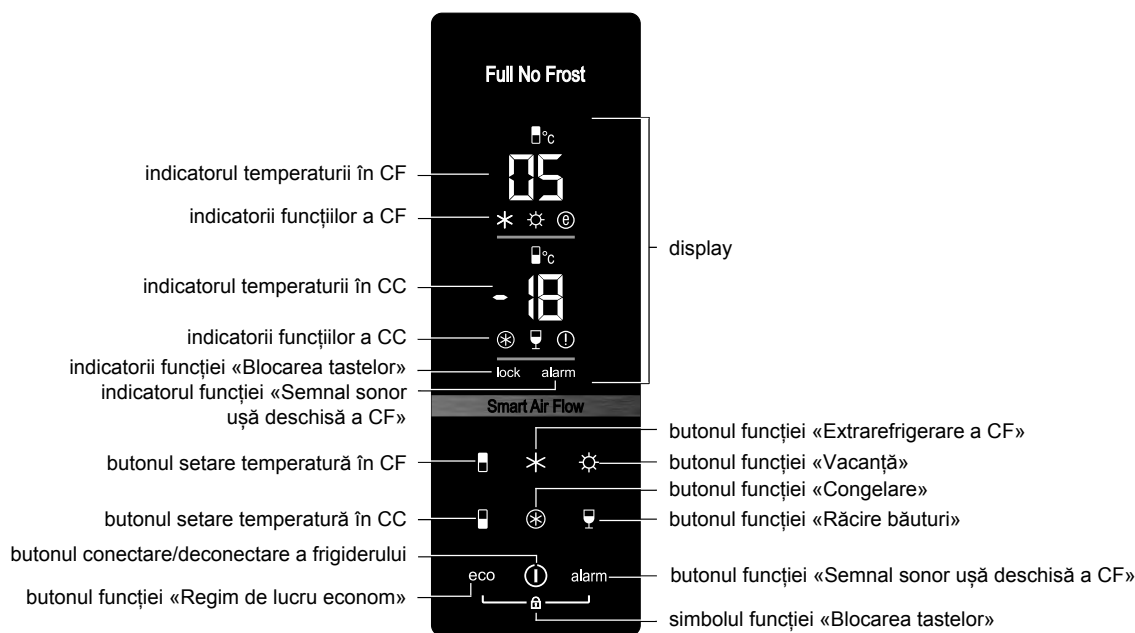 Full No Frost
°c
05
indicatorul temperaturii în CF
indicatorii funcțiilor a CF
e
°c
display
indicatorul temperaturii în CC
- 18
indicatorii funcțiilor a CC
indicatorii funcției «Blocarea tastelor»
lock alarm
indicatorul funcției «Semnal sonor
ușă deschisă a CF»
Smart Air Flow
butonul funcției «Extrarefrigerare a CF»
butonul setare temperatură în CF
butonul funcției «Vacanță»
butonul funcției «Congelare»
butonul setare temperatură în CC
butonul funcției «Răcire băuturi»
butonul conectare/deconectare a frigiderului
eco alarm
butonul funcției «Semnal sonor ușă deschisă a CF»
butonul funcției «Regim de lucru econom»
simbolul funcției «Blocarea tastelor»